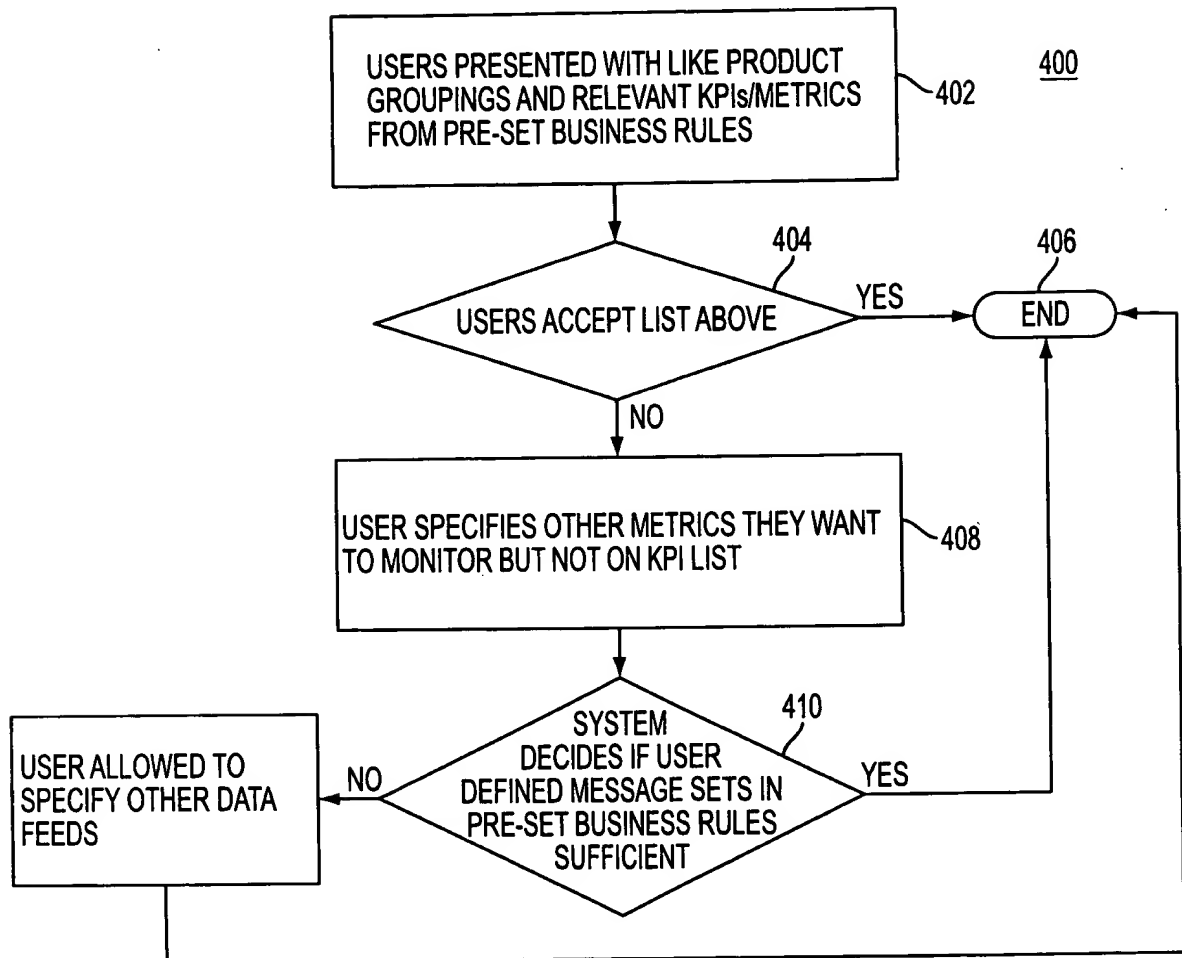 400
USERS PRESENTED WITH LIKE PRODUCT
GROUPINGS AND RELEVANT KPIs/METRICS
FROM PRE-SET BUSINESS RULES
402
404
406
USERS ACCEPT LIST ABOVE
YES
END
NO
USER SPECIFIES OTHER METRICS THEY WANT
TO MONITOR BUT NOT ON KPI LIST
408
410
SYSTEM
DECIDES IF USER
DEFINED MESSAGE SETS IN
PRE-SET BUSINESS RULES
SUFFICIENT
YES
NO
USER ALLOWED TO
SPECIFY OTHER DATA
FEEDS